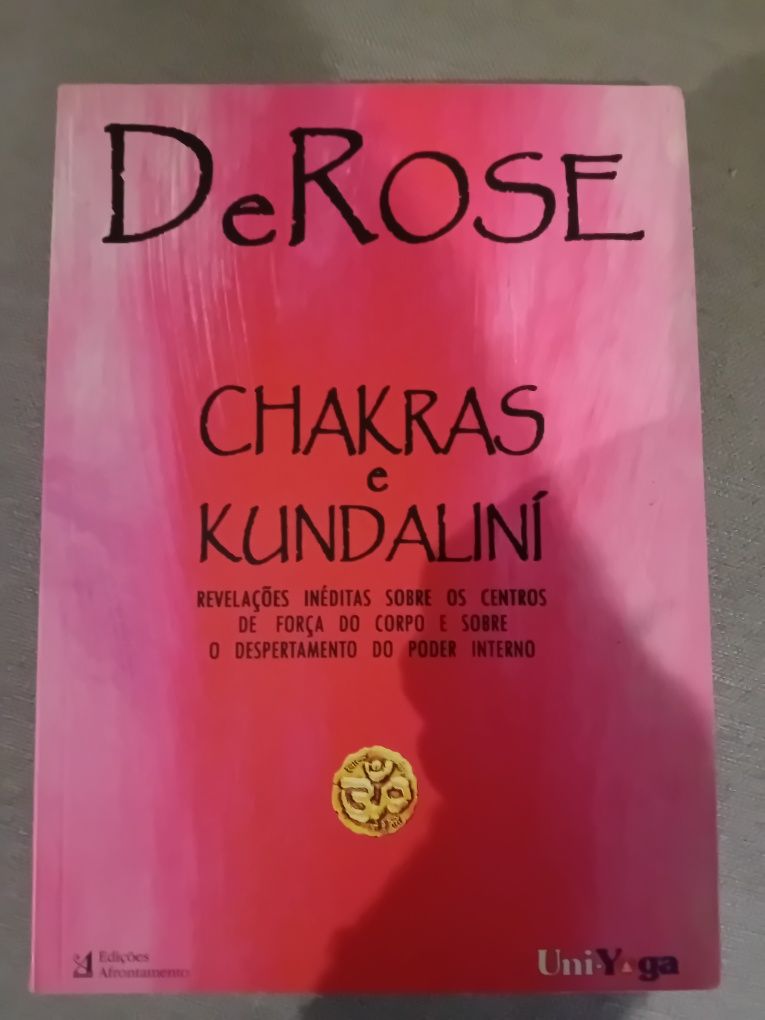 DeROSE
CHAKRAS
e
KUNDALINÍ
REVELAÇÕES INÉDITAS SOBRE OS CENTROS
DE FORÇA DO CORPO E SOBRE
O DESPERTAMENTO DO PODER INTERNO
ॐ
Edições
Afrontamento
Uni-Yoga